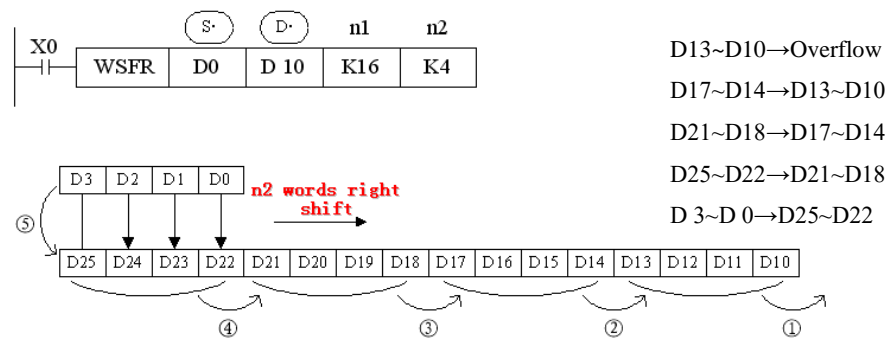 S· D· n1 n2
X0
WSFR D0 D 10 K16 K4
D13~D10→Overflow
D17~D14→D13~D10
D21~D18→D17~D14
D25~D22→D21~D18
D 3~D 0→D25~D22
D3 D2 D1 D0
n2 words right
shift
⑤
D25 D24 D23 D22 D21 D20 D19 D18 D17 D16 D15 D14 D13 D12 D11 D10
④ ③ ② ①